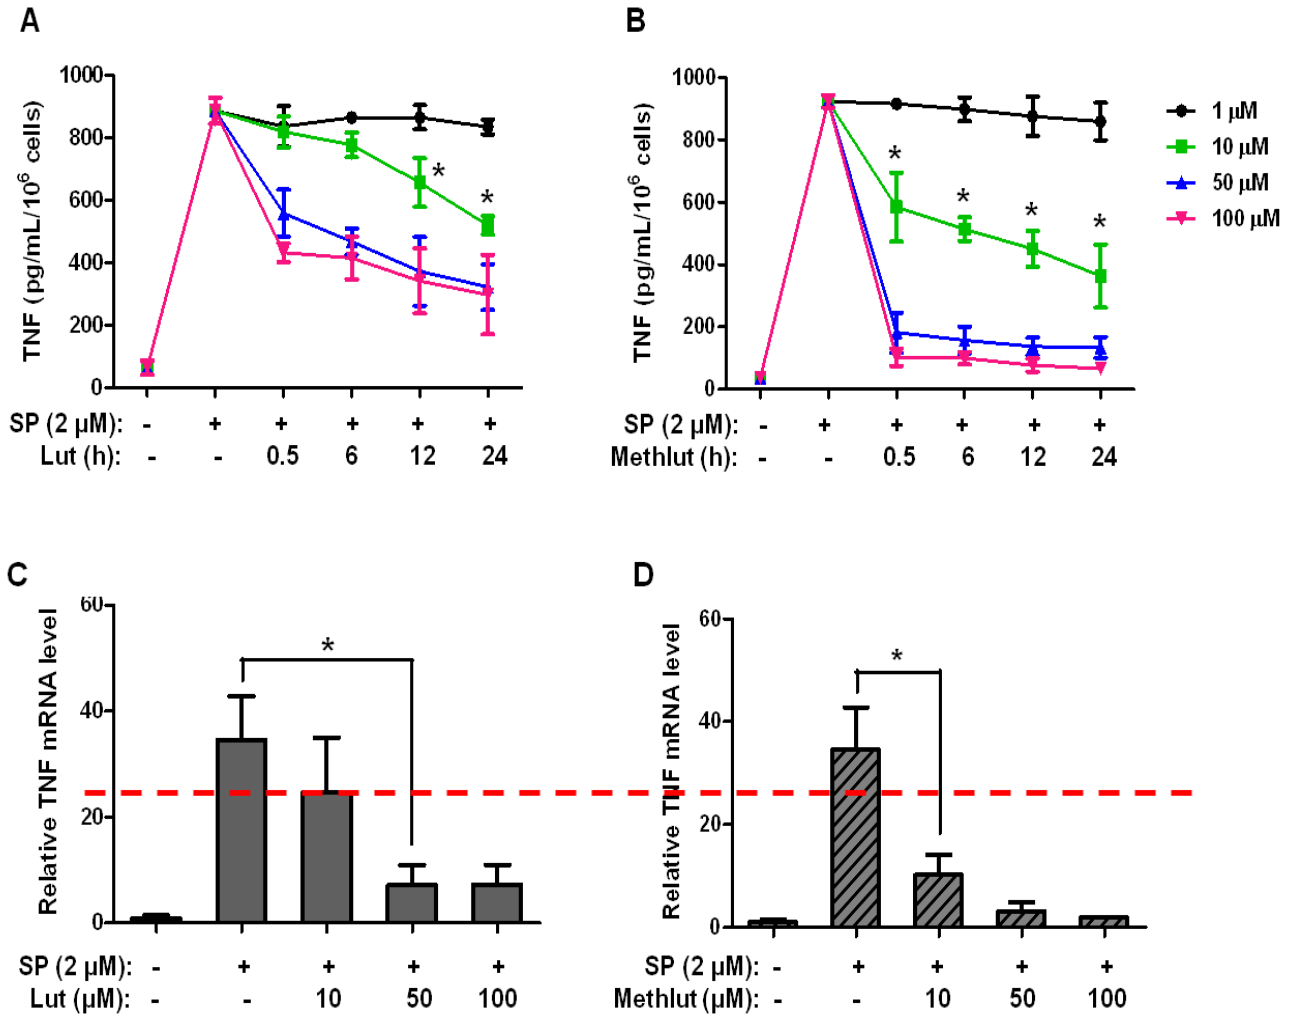 A
B
TNF (pg/mL/10⁶ cells)
1000
800
600
400
200
0
*
*
SP (2 µM): - + + + + +
Lut (h): - - 0.5 6 12 24
TNF (pg/mL/10⁶ cells)
1000
800
600
400
200
0
*
*
*
*
SP (2 µM): - + + + + +
Methlut (h): - - 0.5 6 12 24
1 µM
10 µM
50 µM
100 µM
C
D
Relative TNF mRNA level
60
40
20
0
*
SP (2 µM): - + + + +
Lut (µM): - - 10 50 100
Relative TNF mRNA level
60
40
20
0
*
SP (2 µM): - + + + +
Methlut (µM): - - 10 50 100